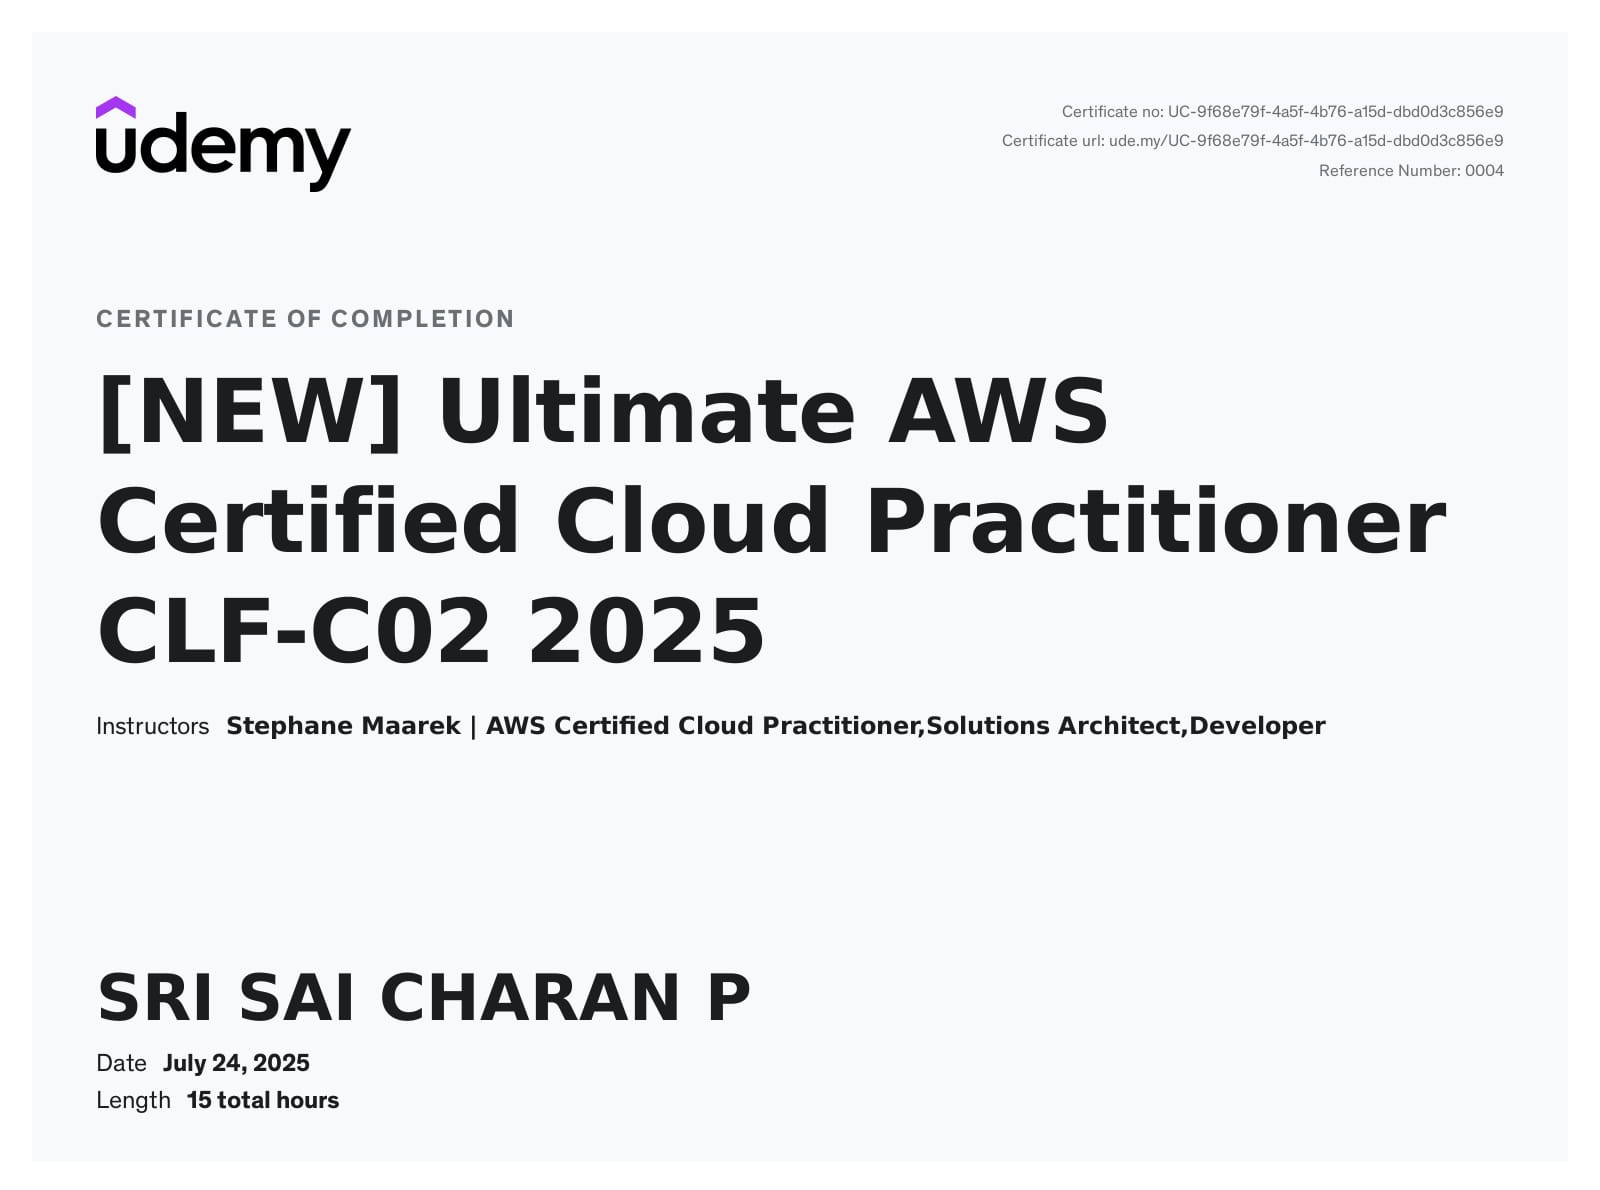 udemy
Certificate no: UC-9f68e79f-4a5f-4b76-a15d-dbd0d3c856e9
Certificate url: ude.my/UC-9f68e79f-4a5f-4b76-a15d-dbd0d3c856e9
Reference Number: 0004
CERTIFICATE OF COMPLETION
[NEW] Ultimate AWS
Certified Cloud Practitioner
CLF-C02 2025
Instructors Stephane Maarek | AWS Certified Cloud Practitioner,Solutions Architect,Developer
SRI SAI CHARAN P
Date July 24, 2025
Length 15 total hours